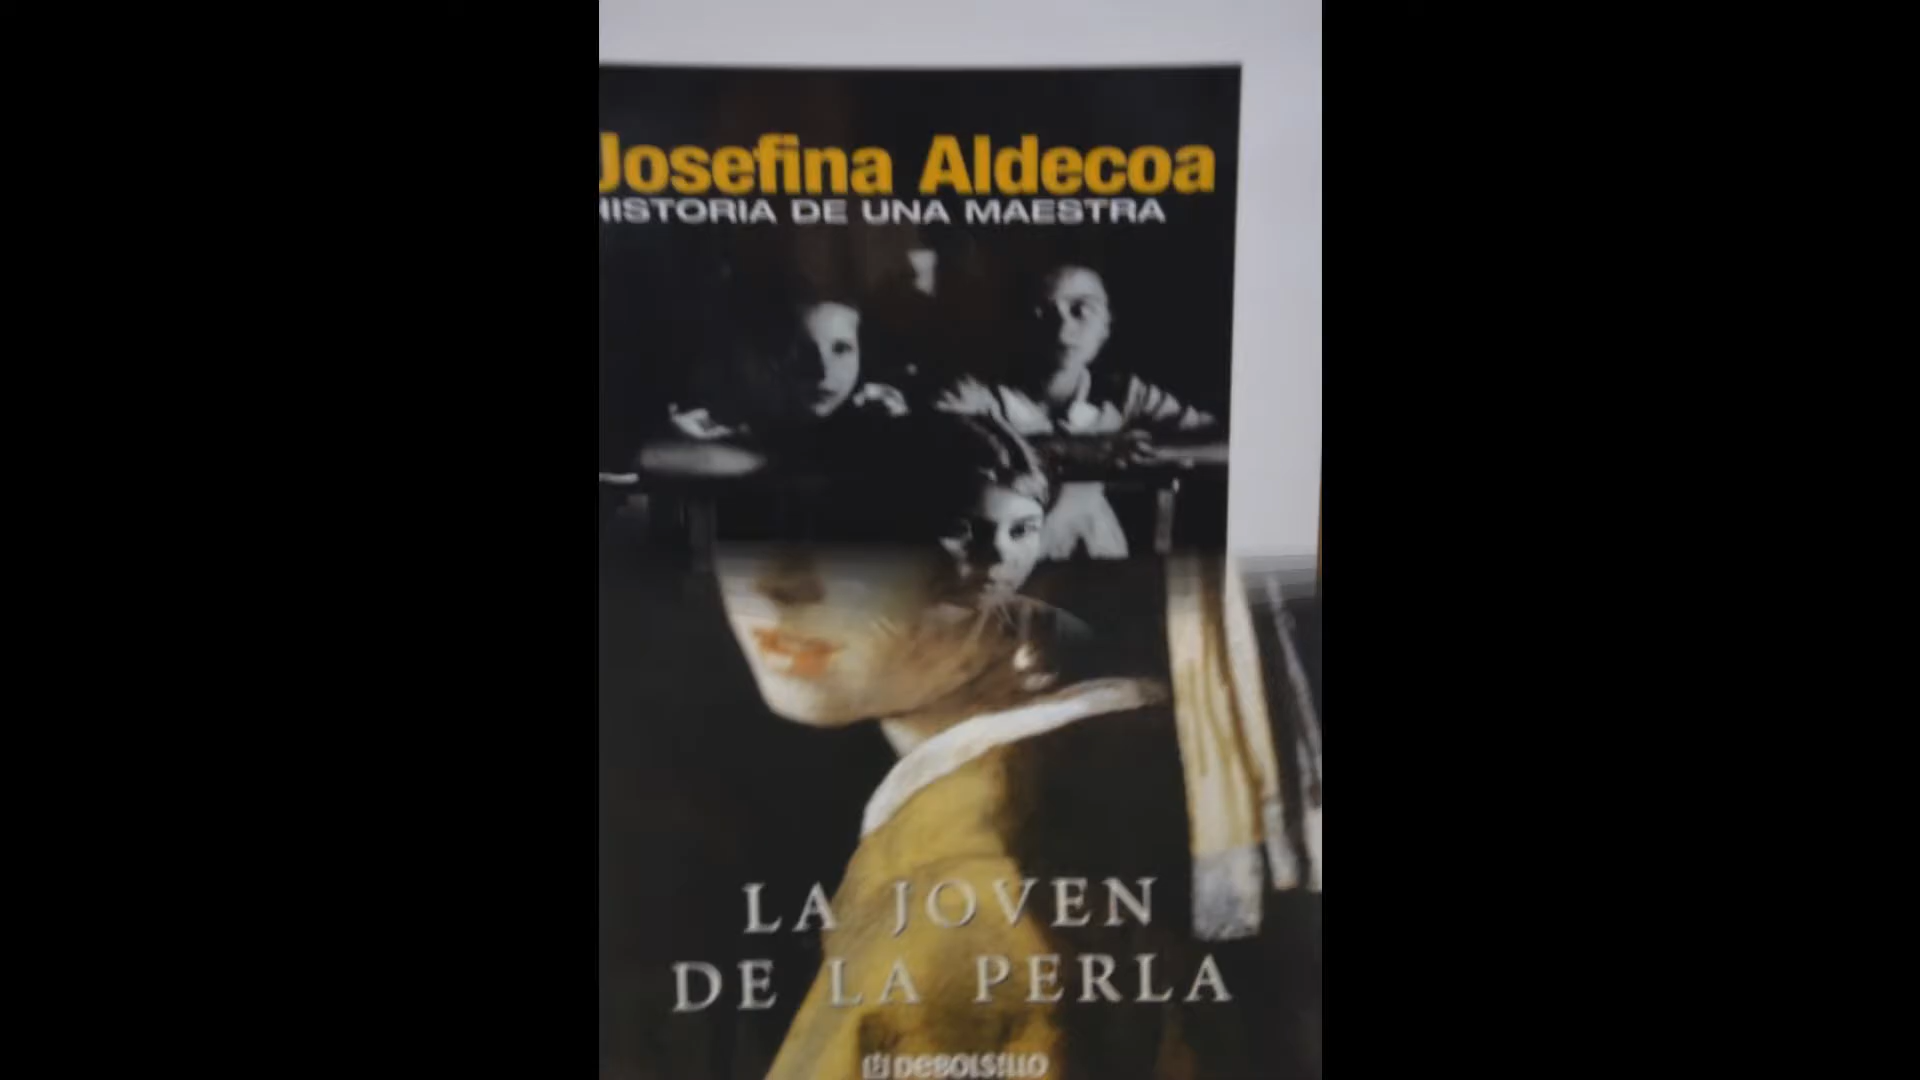 Josefina Aldecoa
HISTORIA DE UNA MAESTRA
LA JOVEN
DE LA PERLA
DEBOLSILLO